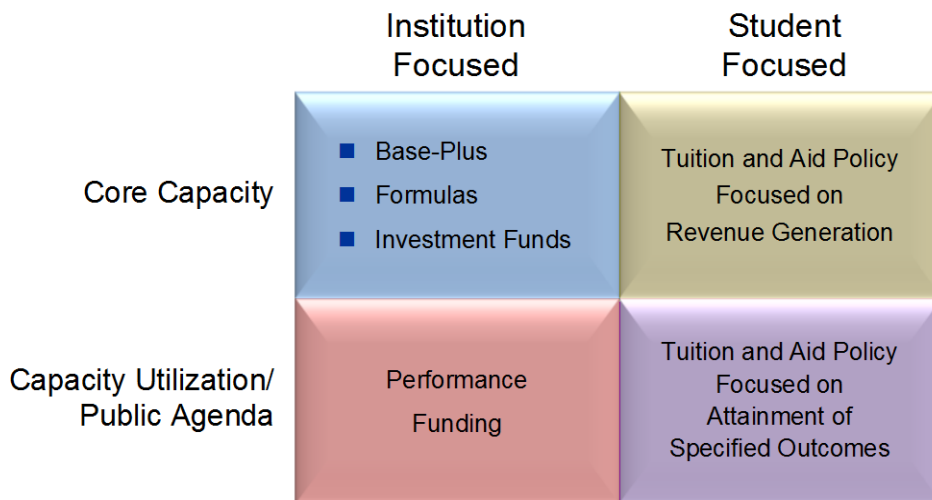 Institution
Focused
Student
Focused
Core Capacity
Base-Plus
Formulas
Investment Funds
Tuition and Aid Policy
Focused on
Revenue Generation
Capacity Utilization/
Public Agenda
Performance
Funding
Tuition and Aid Policy
Focused on
Attainment of
Specified Outcomes